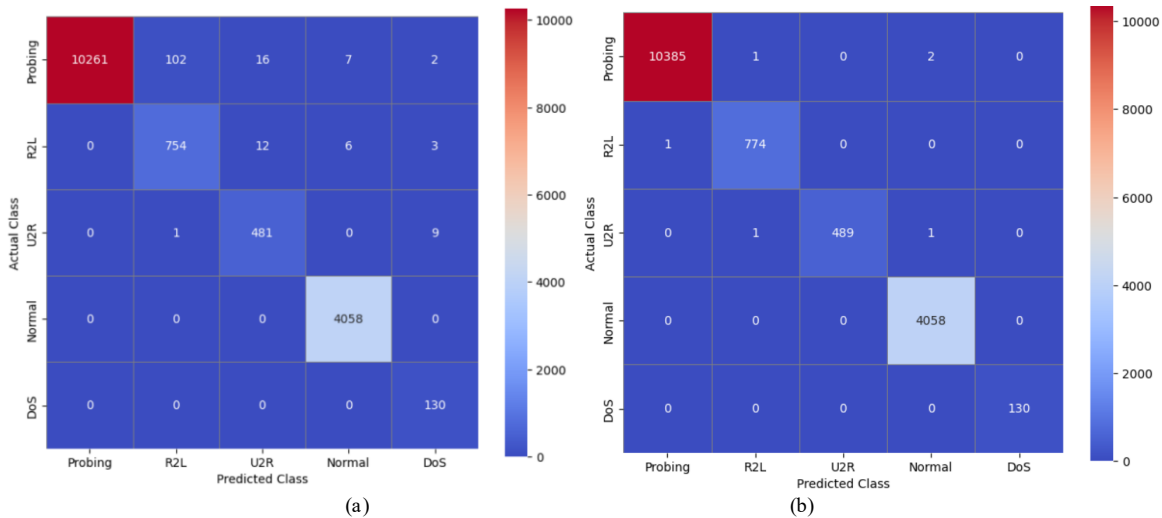 10261 102 16 7 2
0 754 12 6 3
0 1 481 0 9
0 0 0 4058 0
0 0 0 0 130
Probing
R2L
U2R
Normal
DoS
Actual Class
Probing R2L U2R Normal DoS
Predicted Class
10000
8000
6000
4000
2000
0
(a)
10385 1 0 2 0
1 774 0 0 0
0 1 489 1 0
0 0 0 4058 0
0 0 0 0 130
Probing
R2L
U2R
Normal
DoS
Actual Class
Probing R2L U2R Normal DoS
Predicted Class
10000
8000
6000
4000
2000
0
(b)